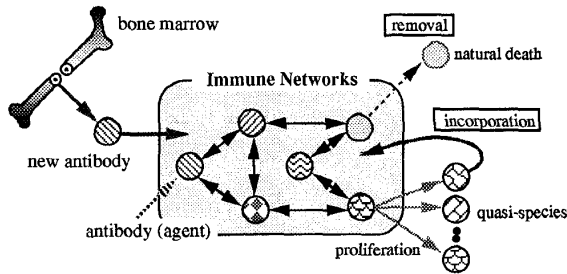 bone marrow
removal
natural death
Immune Networks
incorporation
new antibody
antibody (agent)
proliferation
quasi-species